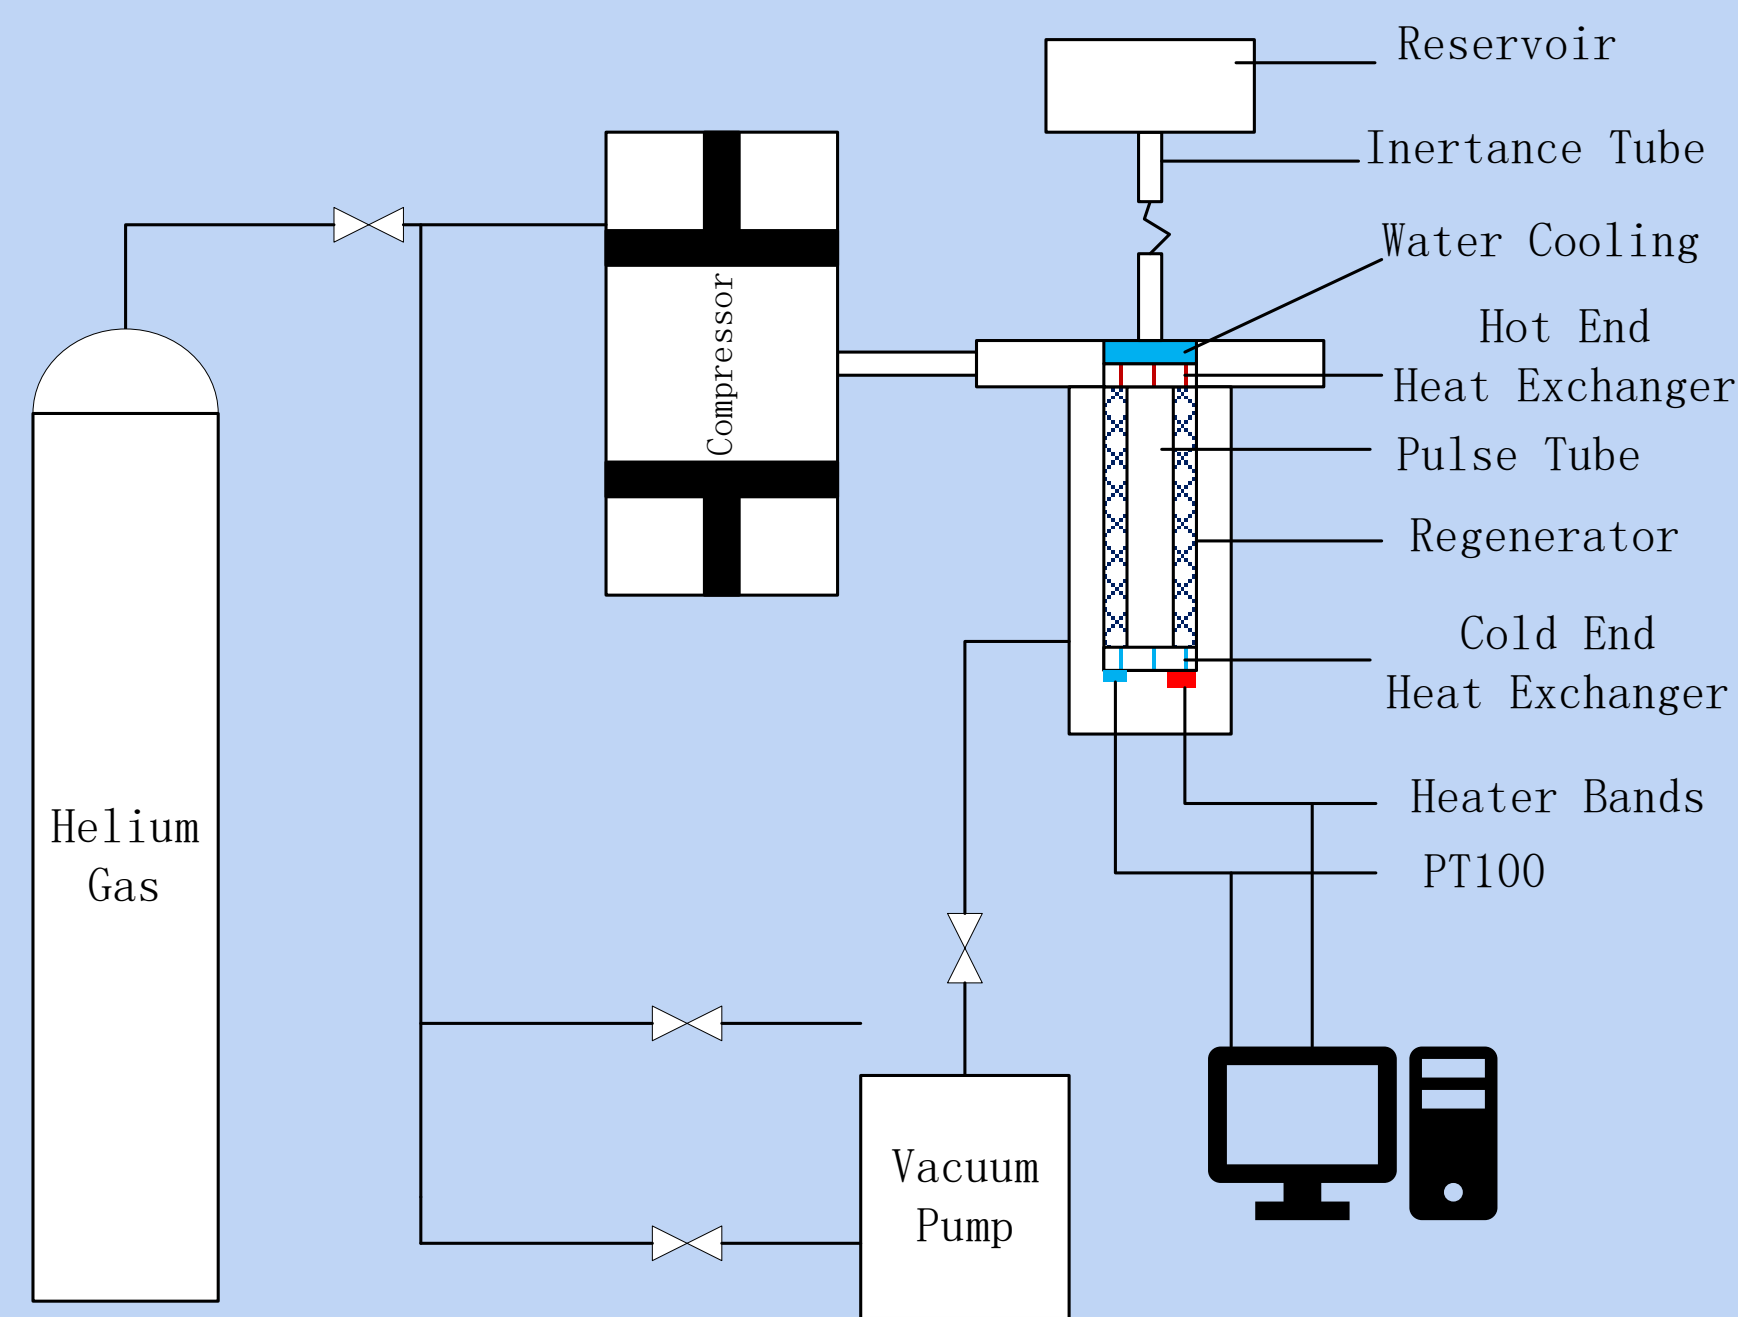 Reservoir
Inertance Tube
Water Cooling
Hot End
Heat Exchanger
Pulse Tube
Regenerator
Cold End
Heat Exchanger
Heater Bands
PT100
Compressor
Helium
Gas
Vacuum
Pump